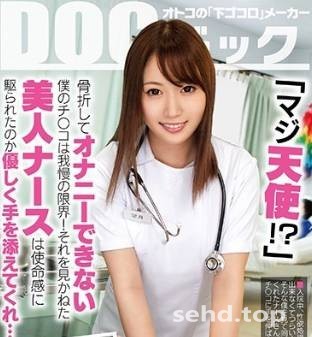 DOC ドック
オトコの「下ゴコロ」メーカー
「マジ天使!?」
骨折してオナニーできない
僕のチ○コは我慢の限界!それを見かねた
美人ナースは使命感に
駆られたのか優しく手を添えてくれ…
sehd.top